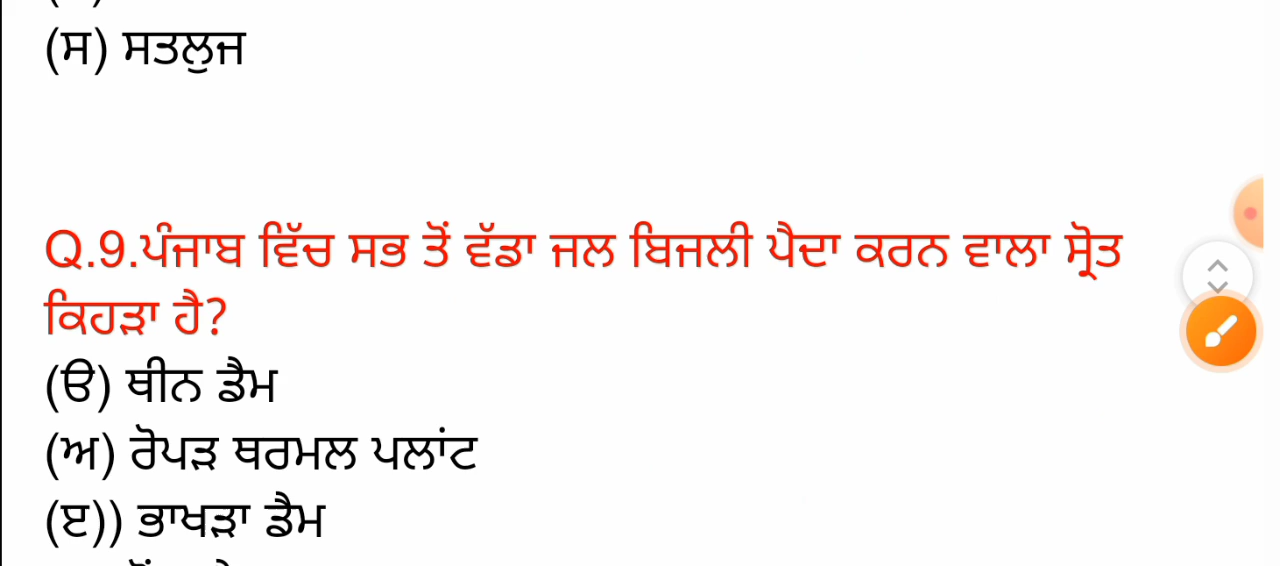 (ਸ) ਸਤਲੁਜ
Q.9.ਪੰਜਾਬ ਵਿੱਚ ਸਭ ਤੋਂ ਵੱਡਾ ਜਲ ਬਿਜਲੀ ਪੈਦਾ ਕਰਨ ਵਾਲਾ ਸ੍ਰੋਤ
ਕਿਹੜਾ ਹੈ?
(ੳ) ਥੀਨ ਡੈਮ
(ਅ) ਰੋਪੜ ਥਰਮਲ ਪਲਾਂਟ
(ੲ)) ਭਾਖੜਾ ਡੈਮ